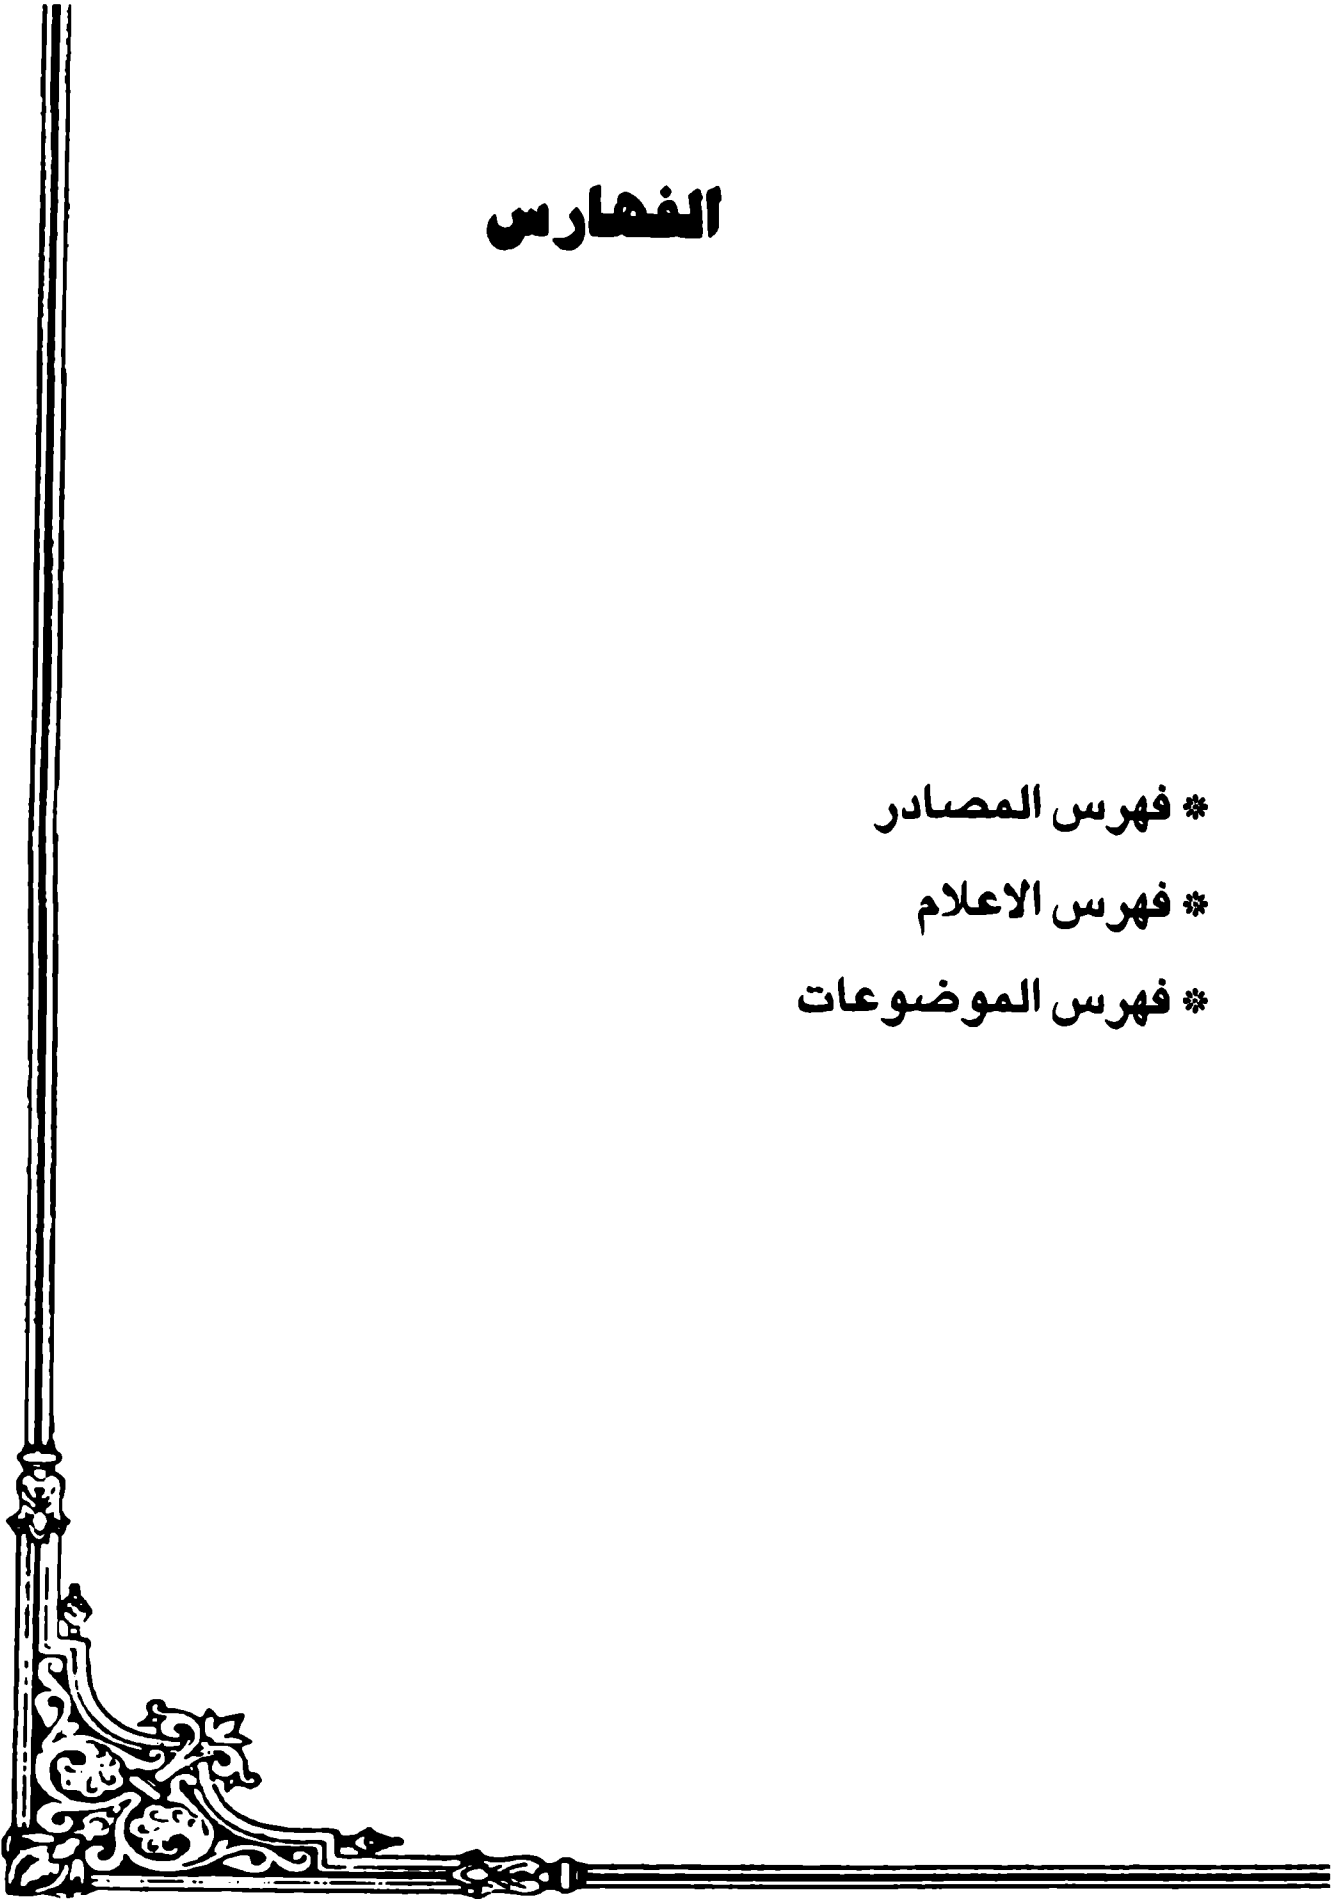 الفهارس
* فهرس المصادر
* فهرس الاعلام
* فهرس الموضوعات